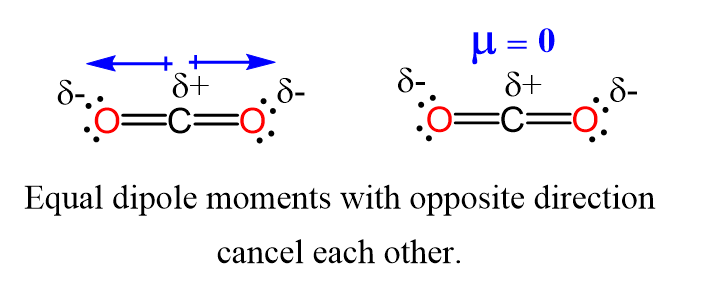 μ = 0
δ- δ+ δ- δ- δ+ δ-
O C O O C O
Equal dipole moments with opposite direction
cancel each other.